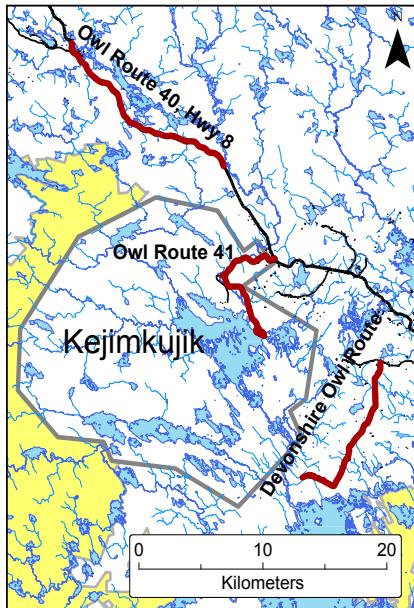 N
Owl Route 40, Hwy 8
Owl Route 41
Kejimkujik
Devonshire Owl Route
0 10 20
Kilometers